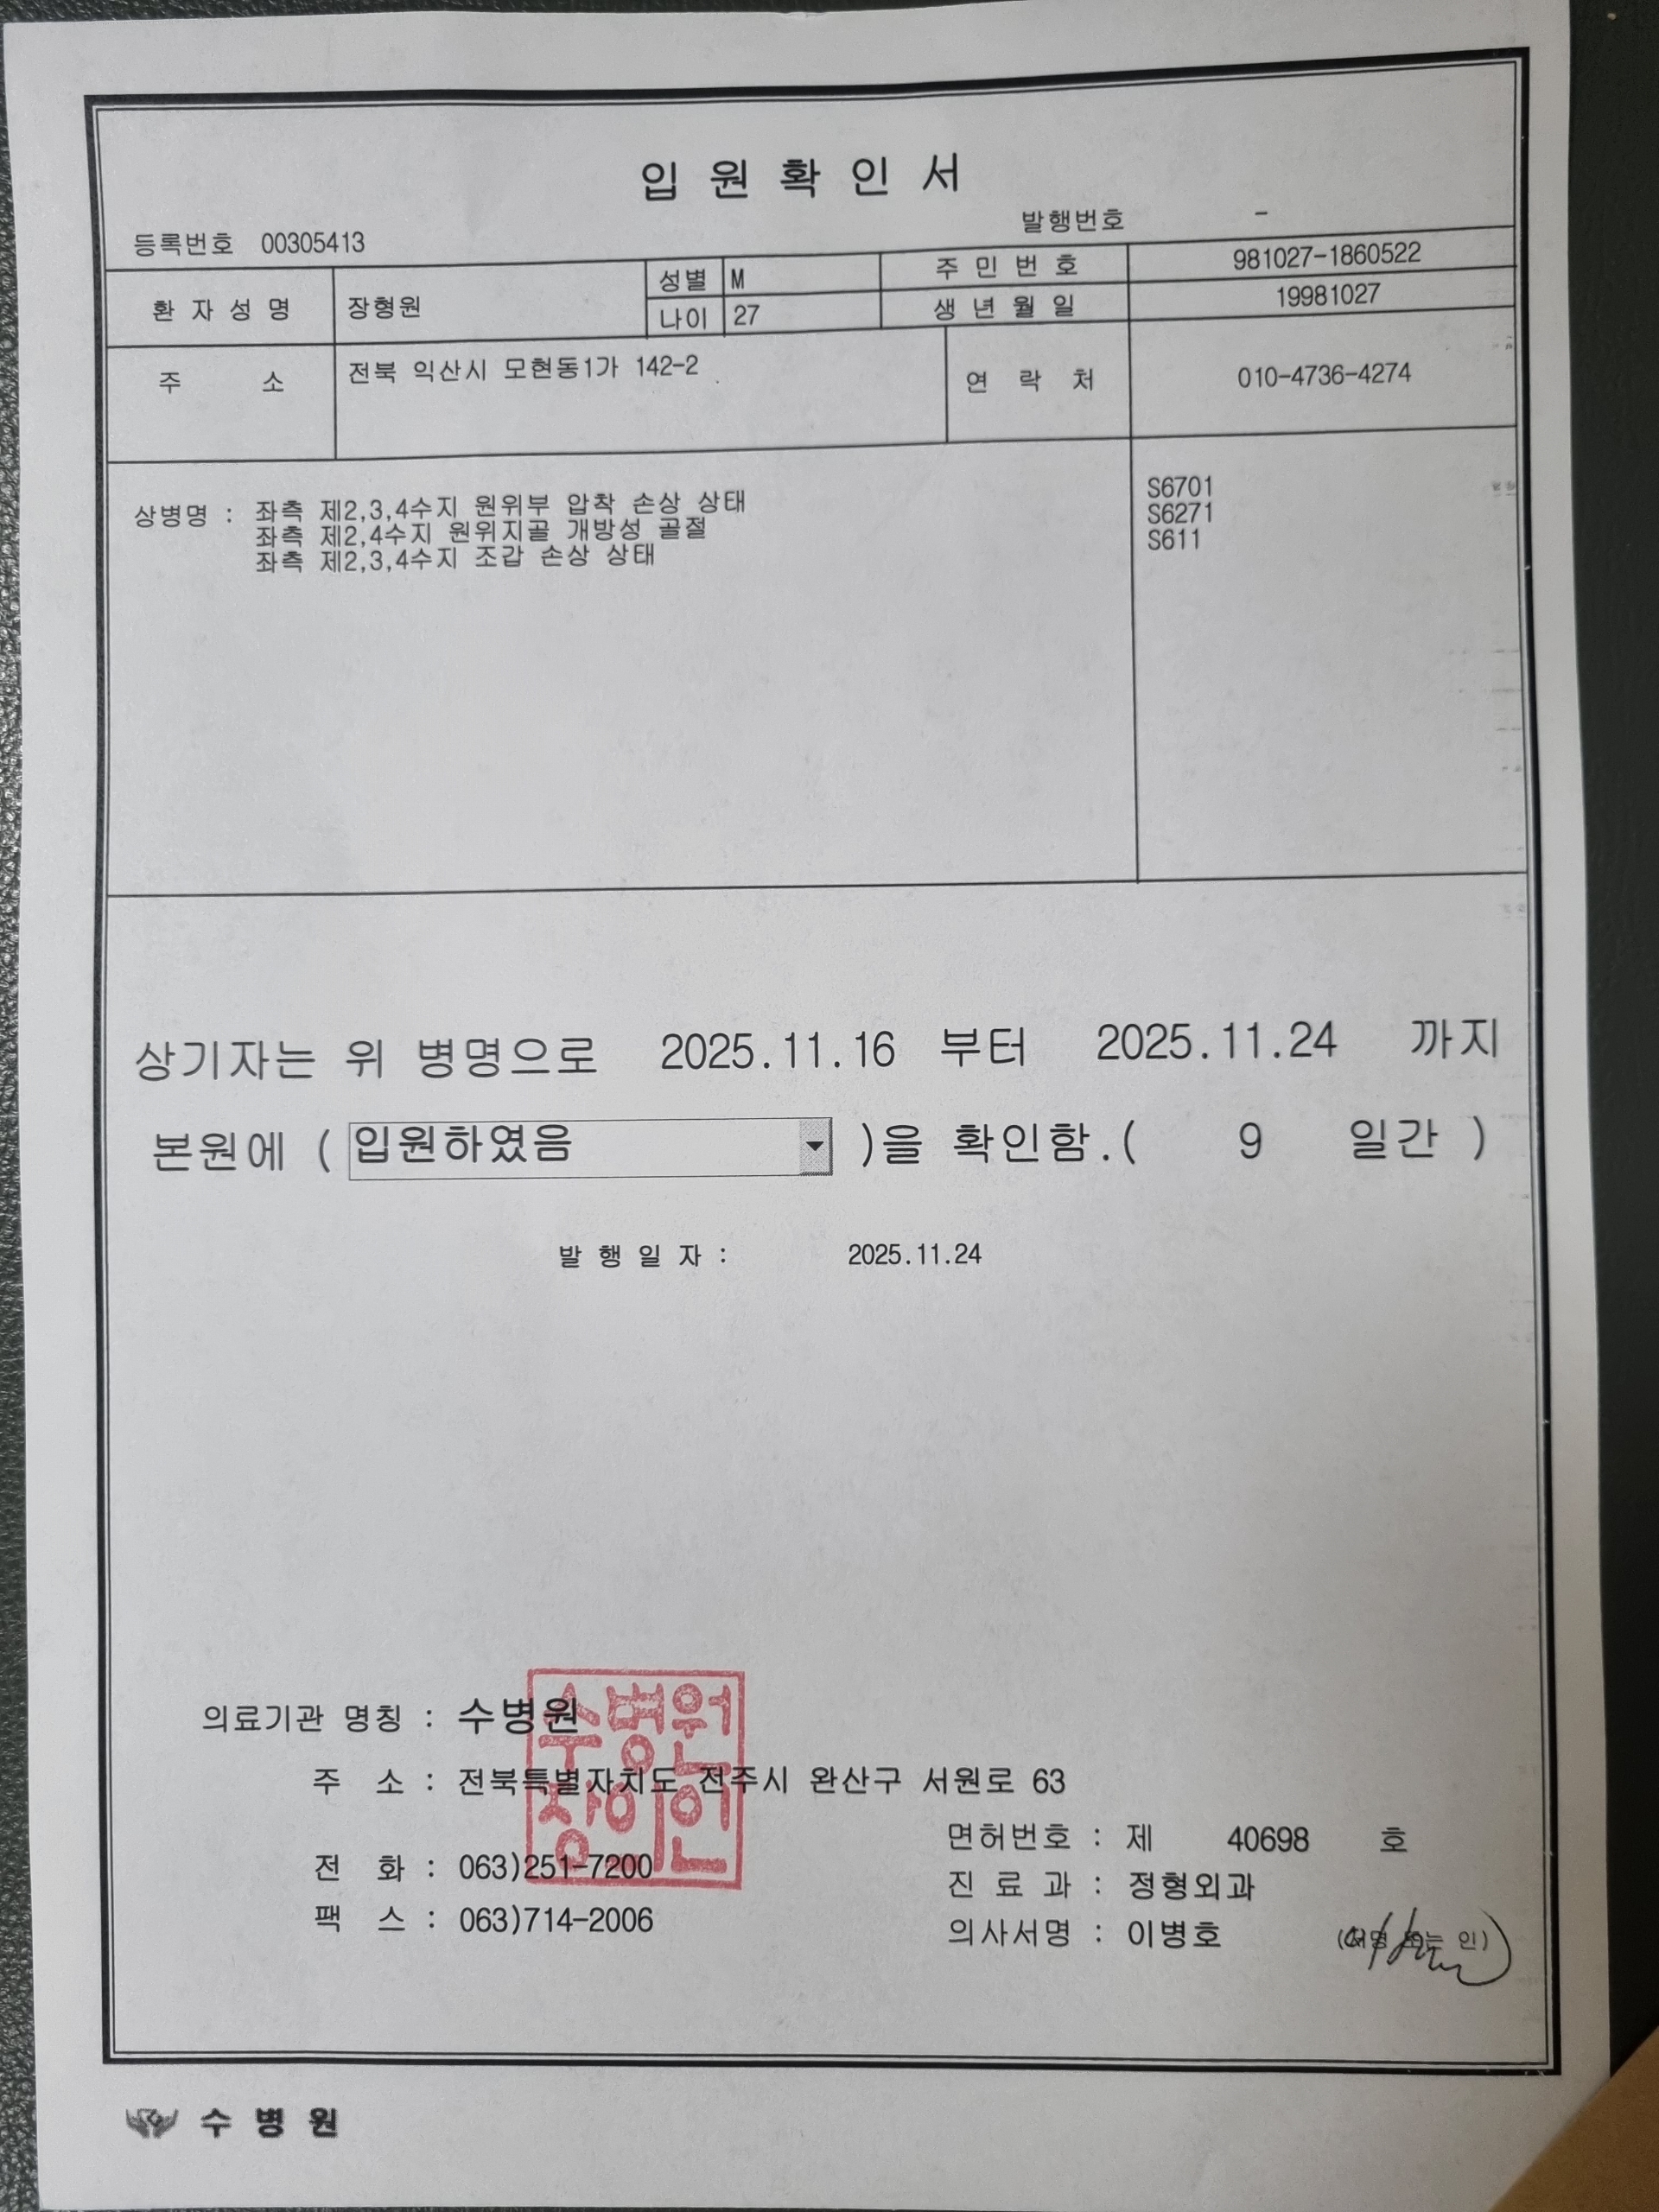 입 원 확 인 서
등록번호 00305413
발행번호 -
환 자 성 명 장형원 성별 M 주 민 번 호 981027-1860522
나이 27 생 년 월 일 19981027
주 소 전북 익산시 모현동1가 142-2 연 락 처 010-4736-4274
상병명 : 좌측 제2,3,4수지 원위부 압착 손상 상태 S6701
좌측 제2,4수지 원위지골 개방성 골절 S6271
좌측 제2,3,4수지 조갑 손상 상태 S611
상기자는 위 병명으로 2025.11.16 부터 2025.11.24 까지
본원에 ( 입원하였음 )을 확인함.( 9 일간 )
발 행 일 자 : 2025.11.24
의료기관 명칭 : 수병원
수병원
장이인
주 소 : 전북특별자치도 전주시 완산구 서원로 63
면허번호 : 제 40698 호
전 화 : 063)251-7200
진 료 과 : 정형외과
팩 스 : 063)714-2006
의사서명 : 이병호 (서명 또는 인)
수 병 원